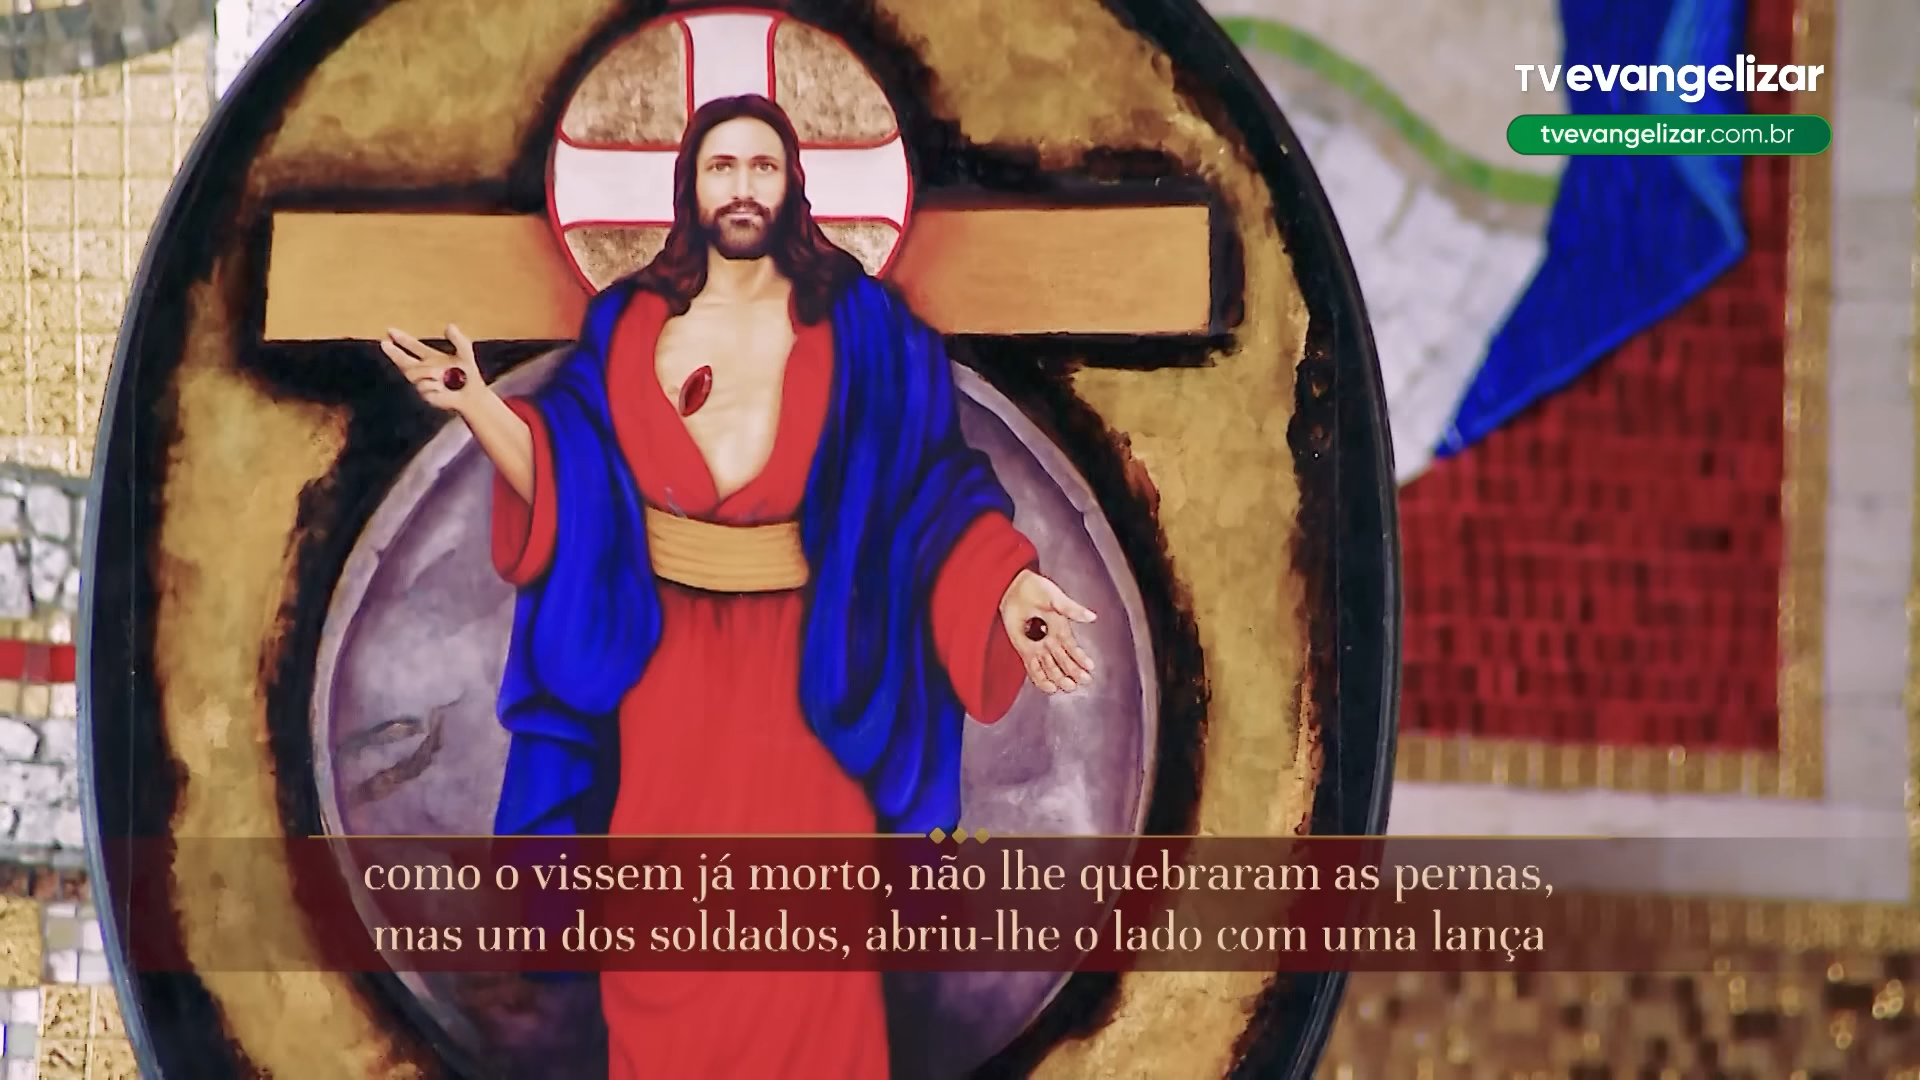 TVevangelizar
tvevangelizar.com.br
como o vissem já morto, não lhe quebraram as pernas,
mas um dos soldados, abriu-lhe o lado com uma lança